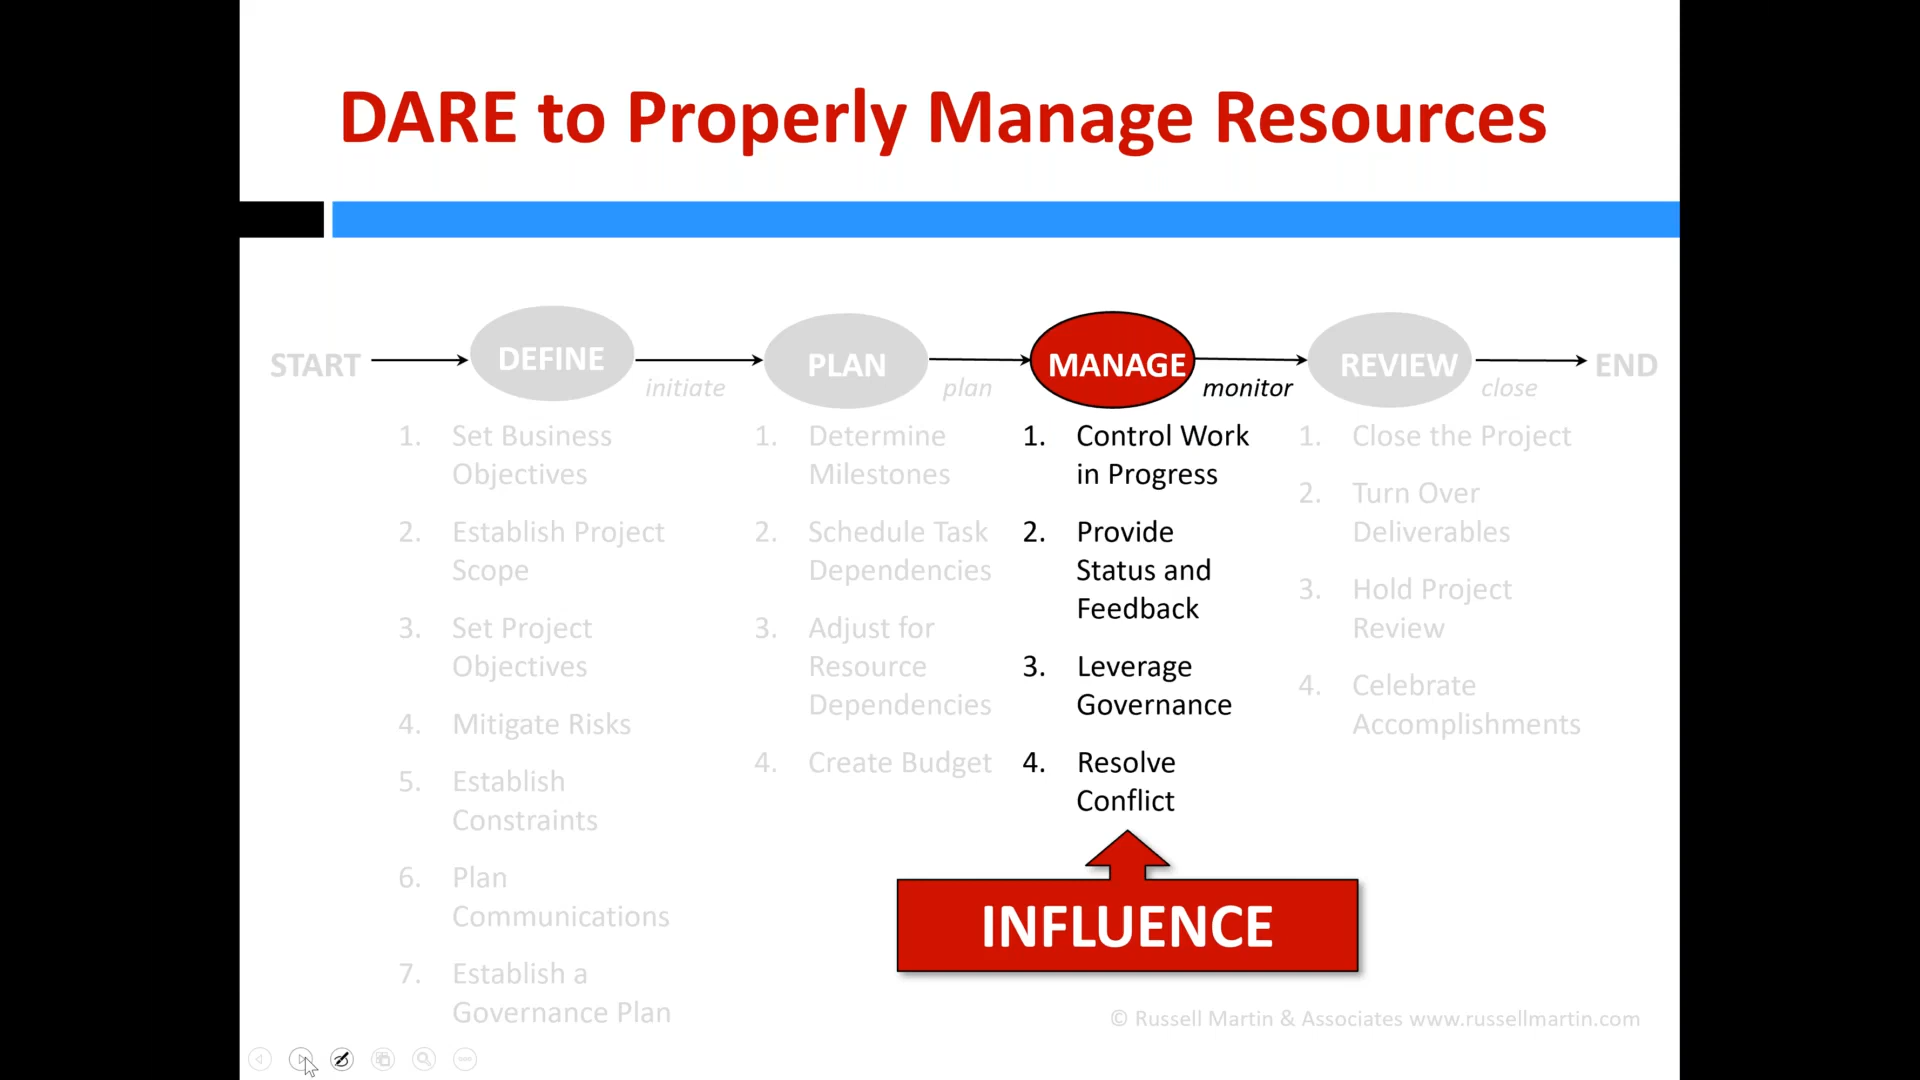 DARE to Properly Manage Resources
START
DEFINE
initiate
PLAN
plan
MANAGE
monitor
REVIEW
close
END
1. Set Business
Objectives
2. Establish Project
Scope
3. Set Project
Objectives
4. Mitigate Risks
5. Establish
Constraints
6. Plan
Communications
7. Establish a
Governance Plan
1. Determine
Milestones
2. Schedule Task
Dependencies
3. Adjust for
Resource
Dependencies
4. Create Budget
1. Control Work
in Progress
2. Provide
Status and
Feedback
3. Leverage
Governance
4. Resolve
Conflict
INFLUENCE
1. Close the Project
2. Turn Over
Deliverables
3. Hold Project
Review
4. Celebrate
Accomplishments
© Russell Martin & Associates www.russellmartin.com